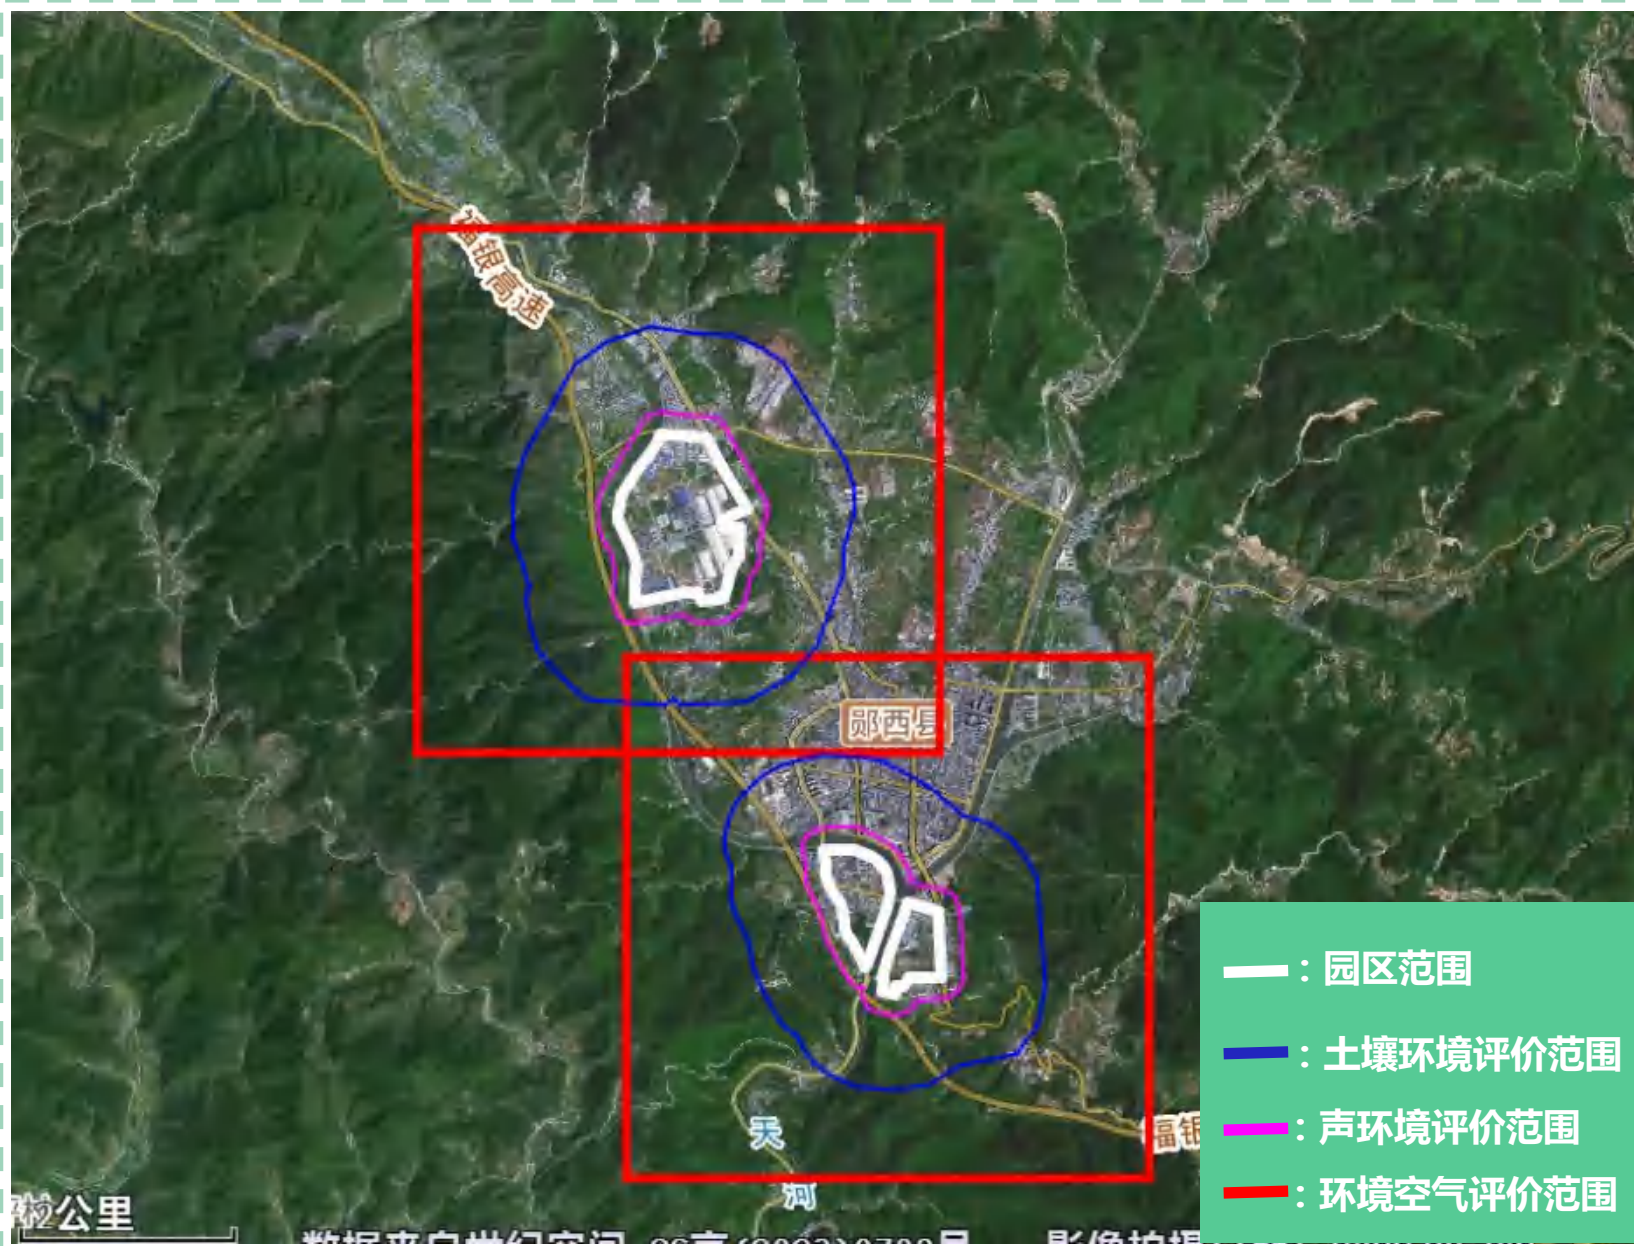 福银高速
郧西县
天
河
福银
2公里
：园区范围
：土壤环境评价范围
：声环境评价范围
：环境空气评价范围